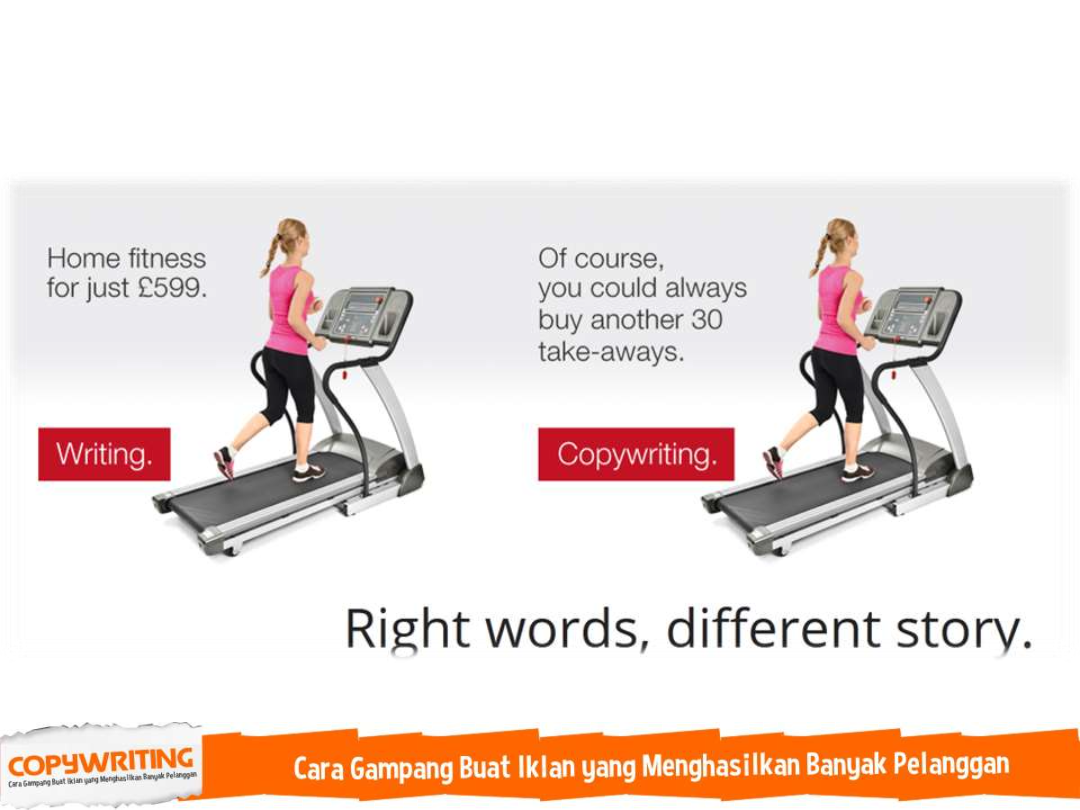 Home fitness
for just £599.
Writing.
Of course,
you could always
buy another 30
take-aways.
Copywriting.
Right words, different story.
COPYWRITING
Cara Gampang Buat Iklan yang Menghasilkan Banyak Pelanggan
Cara Gampang Buat Iklan yang Menghasilkan Banyak Pelanggan